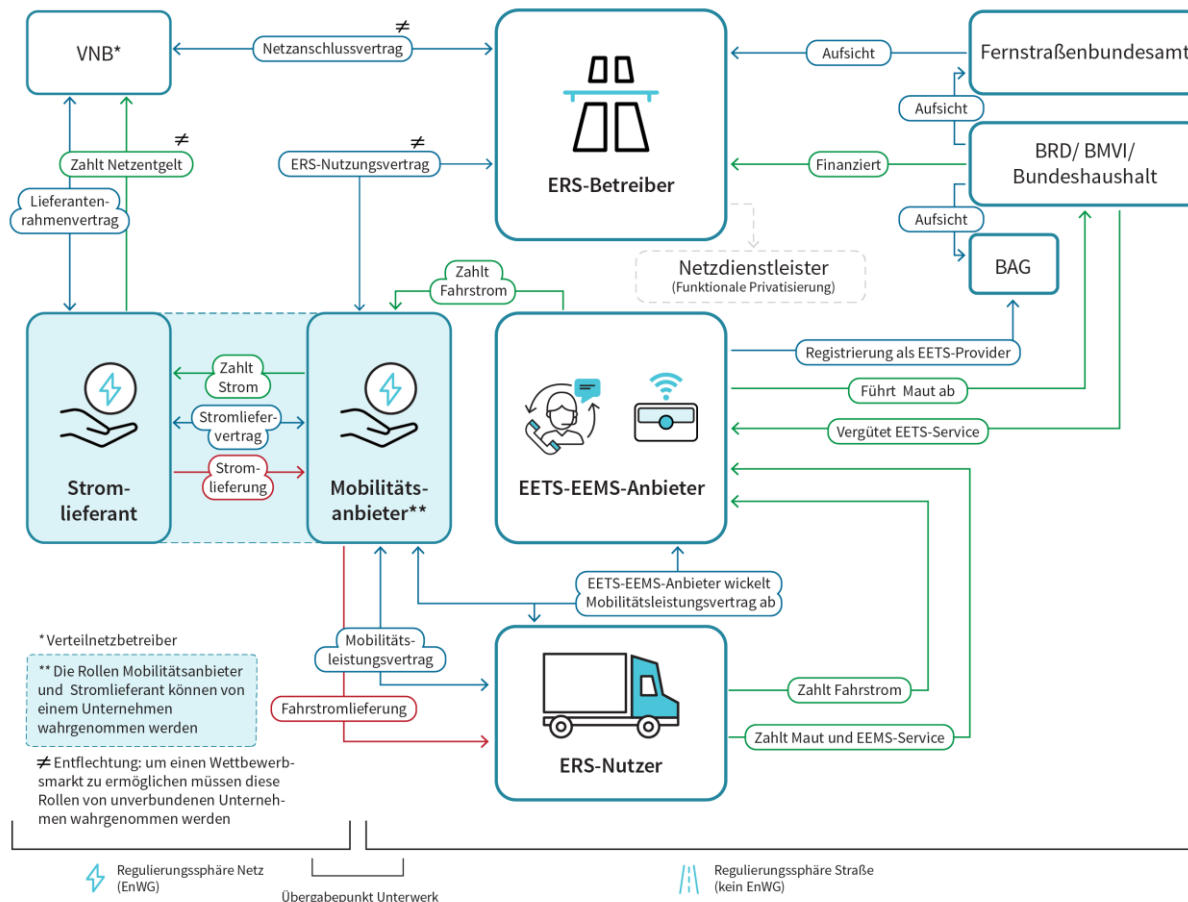 ≠
VNB*
Netzanschlussvertrag
Aufsicht
Fernstraßenbundesamt
Aufsicht
≠
≠
Zahlt Netzentgelt
ERS-Nutzungsvertrag
ERS-Betreiber
Finanziert
BRD/ BMVI/
Bundeshaushalt
Lieferanten-
rahmenvertrag
Aufsicht
Netzdienstleister
(Funktionale Privatisierung)
BAG
Zahlt
Fahrstrom
Registrierung als EETS-Provider
Zahlt
Strom
Führt Maut ab
Stromliefer-
vertrag
Vergütet EETS-Service
Strom-
lieferung
Strom-
lieferant
Mobilitäts-
anbieter**
EETS-EEMS-Anbieter
EETS-EEMS-Anbieter wickelt
Mobilitätsleistungsvertrag ab
* Verteilnetzbetreiber
Mobilitäts-
leistungsvertrag
** Die Rollen Mobilitätsanbieter
und Stromlieferant können von
einem Unternehmen
wahrgenommen werden
Zahlt Fahrstrom
Fahrstromlieferung
Zahlt Maut und EEMS-Service
ERS-Nutzer
≠ Entflechtung: um einen Wettbewerb-
smarkt zu ermöglichen müssen diese
Rollen von unverbundenen Unterneh-
men wahrgenommen werden
Regulierungssphäre Netz
(EnWG)
Übergabepunkt Unterwerk
Regulierungssphäre Straße
(kein EnWG)